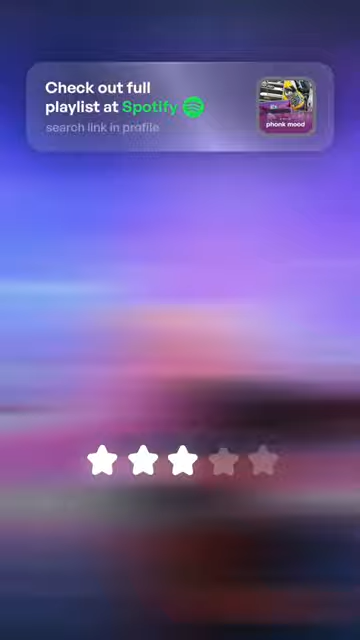 Check out full
playlist at Spotify
search link in profile
phonk mood